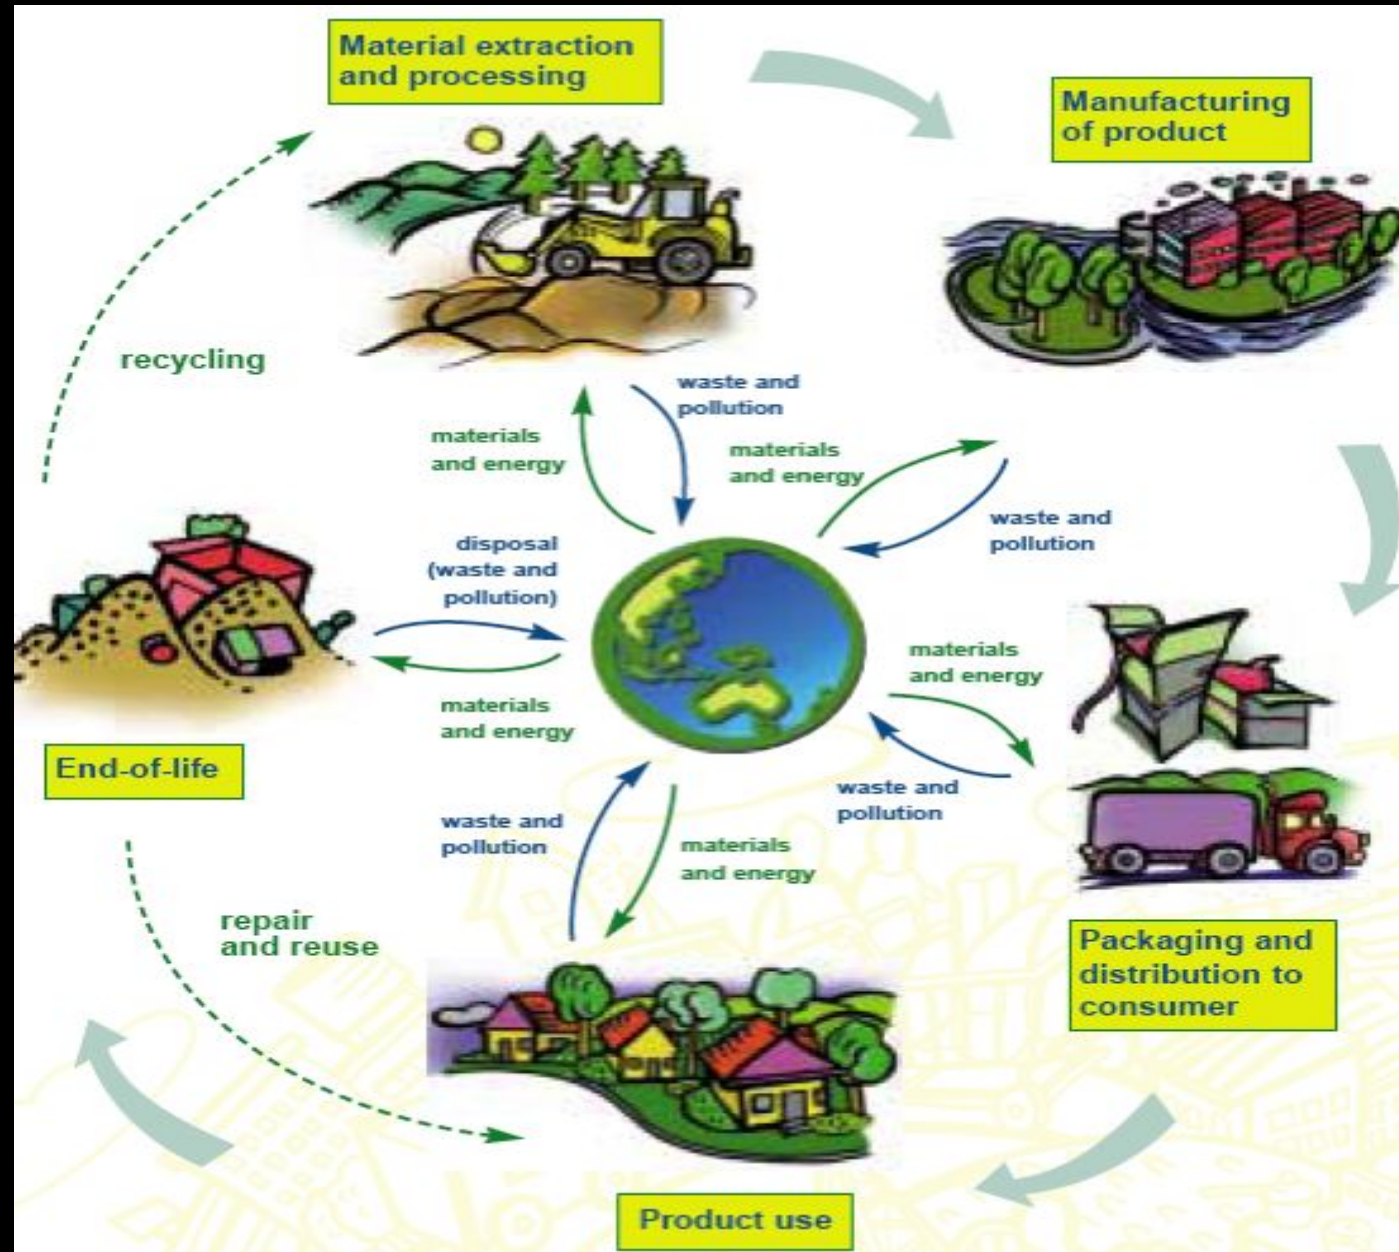 Material extraction
and processing
Manufacturing
of product
recycling
waste and
pollution
materials
and energy
materials
and energy
waste and
pollution
disposal
(waste and
pollution)
materials
and energy
materials
and energy
End-of-life
waste and
pollution
waste and
pollution
materials
and energy
repair
and reuse
Packaging and
distribution to
consumer
Product use